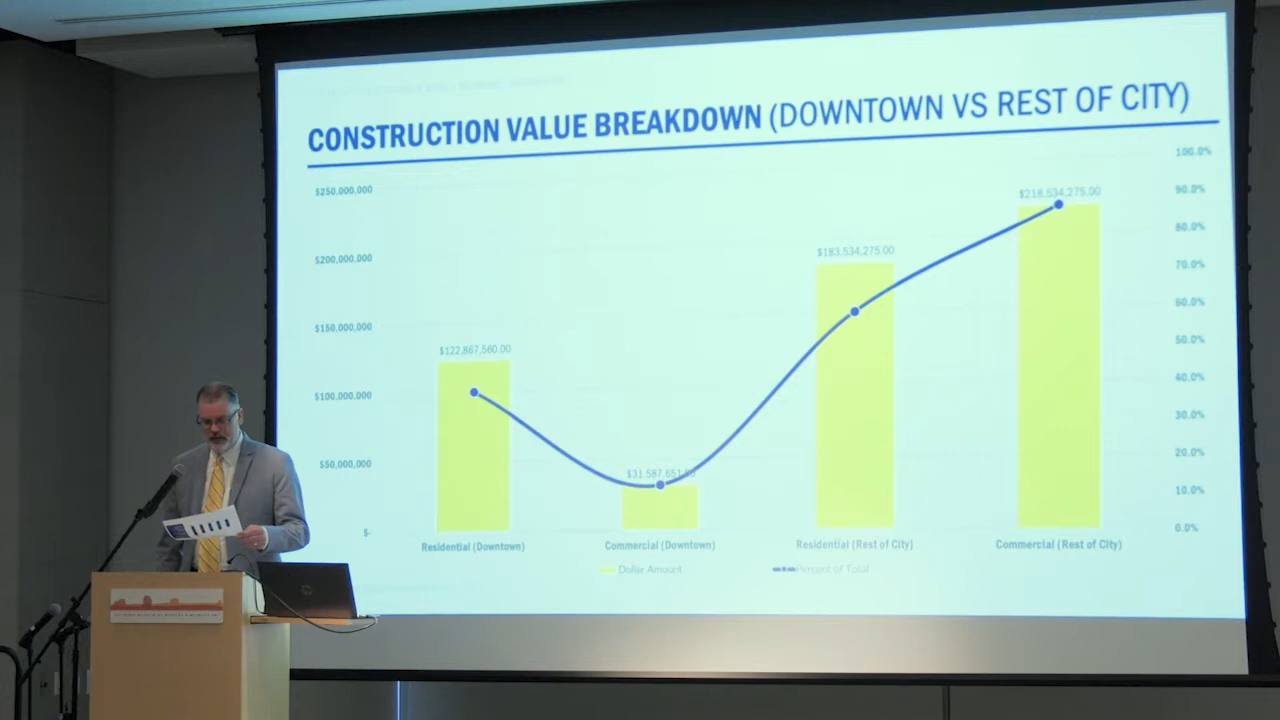 CONSTRUCTION VALUE BREAKDOWN (DOWNTOWN VS REST OF CITY)
100.0%
$250,000,000
$218,534,275.00
90.0%
80.0%
$200,000,000
$183,534,275.00
70.0%
60.0%
$150,000,000
$122,867,560.00
50.0%
40.0%
$100,000,000
30.0%
$50,000,000
20.0%
10.0%
$-
0.0%
Residential (Downtown)
Commercial (Downtown)
Residential (Rest of City)
Commercial (Rest of City)
Dollar Amount
Percent of Total